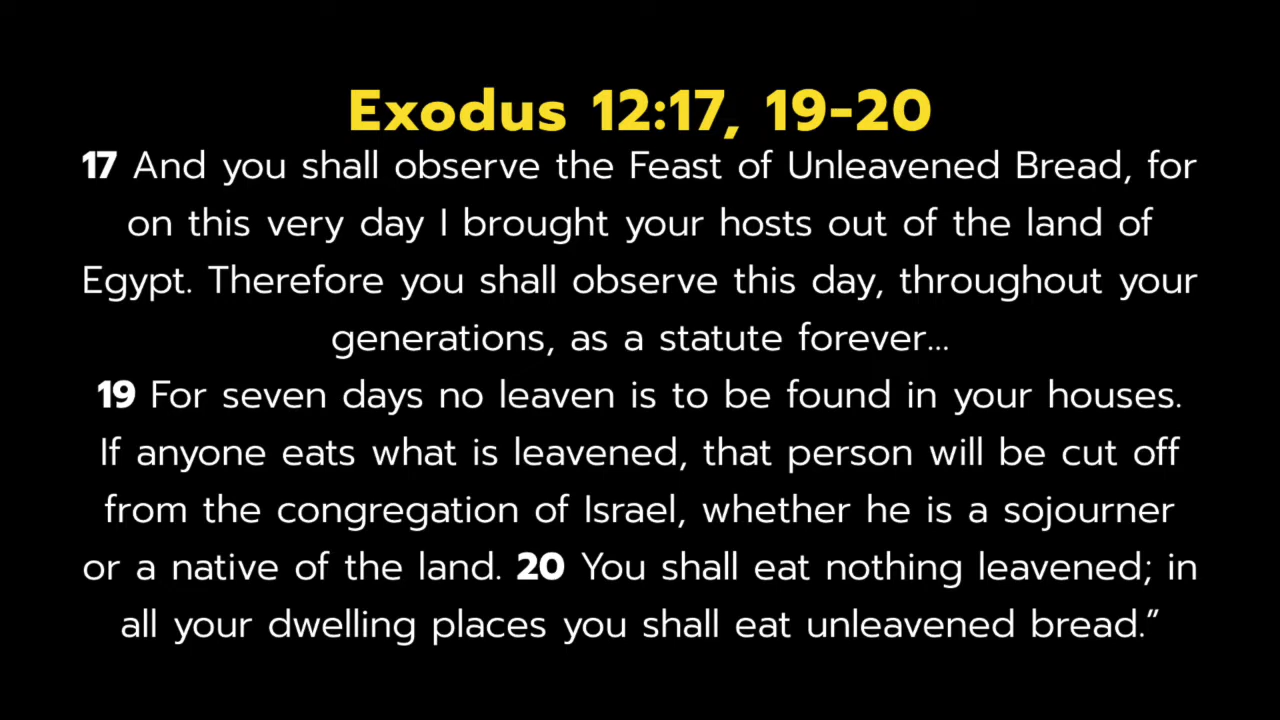 Exodus 12:17, 19-20
17 And you shall observe the Feast of Unleavened Bread, for
on this very day I brought your hosts out of the land of
Egypt. Therefore you shall observe this day, throughout your
generations, as a statute forever...
19 For seven days no leaven is to be found in your houses.
If anyone eats what is leavened, that person will be cut off
from the congregation of Israel, whether he is a sojourner
or a native of the land. 20 You shall eat nothing leavened; in
all your dwelling places you shall eat unleavened bread.”